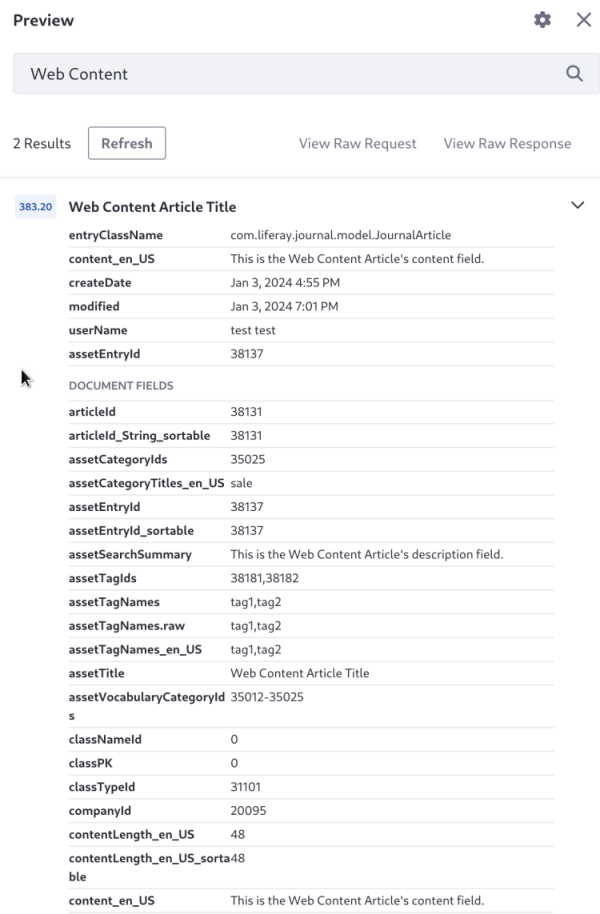 Preview
Web Content
2 Results Refresh View Raw Request View Raw Response
383.20 Web Content Article Title
entryClassName com.liferay.journal.model.JournalArticle
content_en_US This is the Web Content Article's content field.
createDate Jan 3, 2024 4:55 PM
modified Jan 3, 2024 7:01 PM
userName test test
assetEntryId 38137
DOCUMENT FIELDS
articleId 38131
articleId_String_sortable 38131
assetCategoryIds 35025
assetCategoryTitles_en_US sale
assetEntryId 38137
assetEntryId_sortable 38137
assetSearchSummary This is the Web Content Article's description field.
assetTagIds 38181,38182
assetTagNames tag1,tag2
assetTagNames.raw tag1,tag2
assetTagNames_en_US tag1,tag2
assetTitle Web Content Article Title
assetVocabularyCategoryId 35012-35025
s
classNameId 0
classPK 0
classTypeId 31101
companyId 20095
contentLength_en_US 48
contentLength_en_US_sorta 48
ble
content_en_US This is the Web Content Article's content field.